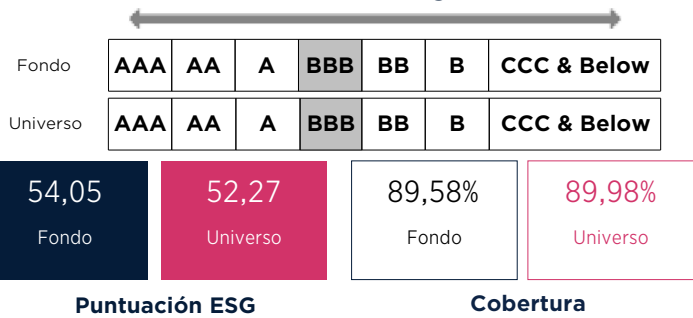 Fondo AAA AA A BBB BB B CCC & Below
Universo AAA AA A BBB BB B CCC & Below
54,05 52,27 89,58% 89,98%
Fondo Universo Fondo Universo
Puntuación ESG Cobertura